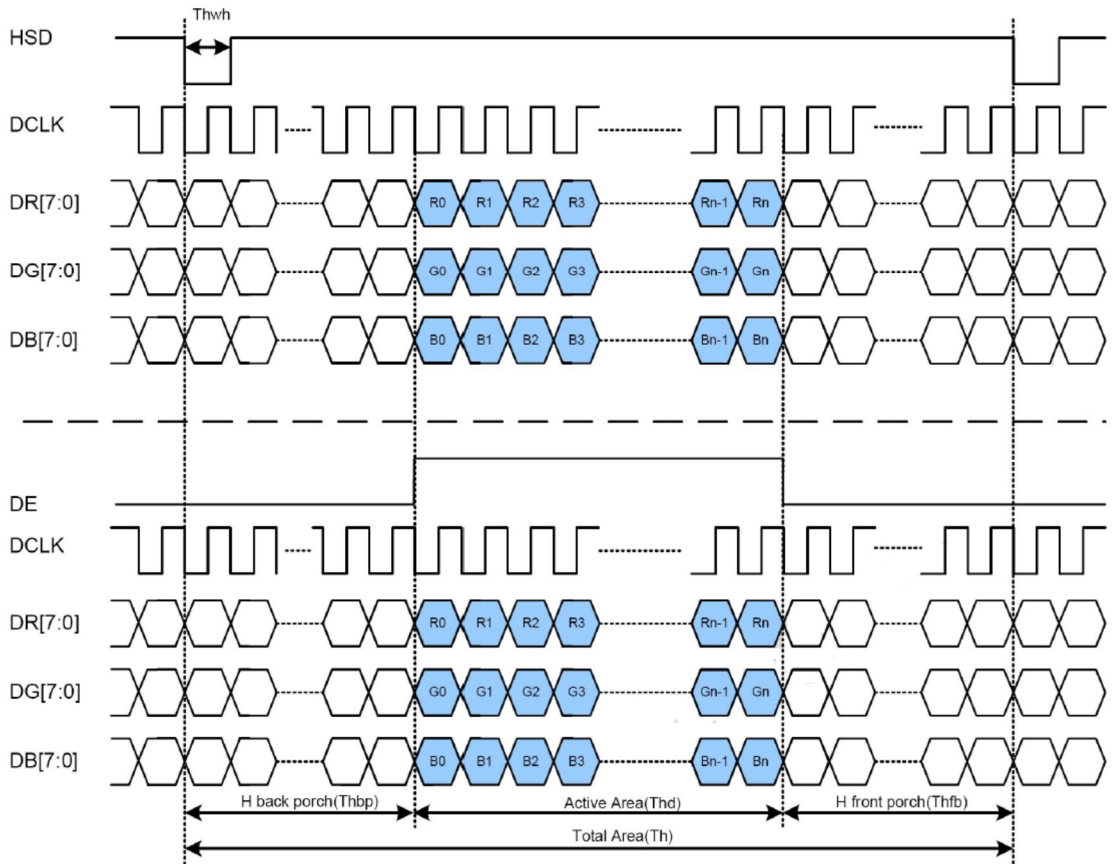 Thwh
HSD
DCLK
DR[7:0] R0 R1 R2 R3 Rn-1 Rn
DG[7:0] G0 G1 G2 G3 Gn-1 Gn
DB[7:0] B0 B1 B2 B3 Bn-1 Bn
DE
DCLK
DR[7:0] R0 R1 R2 R3 Rn-1 Rn
DG[7:0] G0 G1 G2 G3 Gn-1 Gn
DB[7:0] B0 B1 B2 B3 Bn-1 Bn
H back porch(Thbp) Active Area(Thd) H front porch(Thfb)
Total Area(Th)